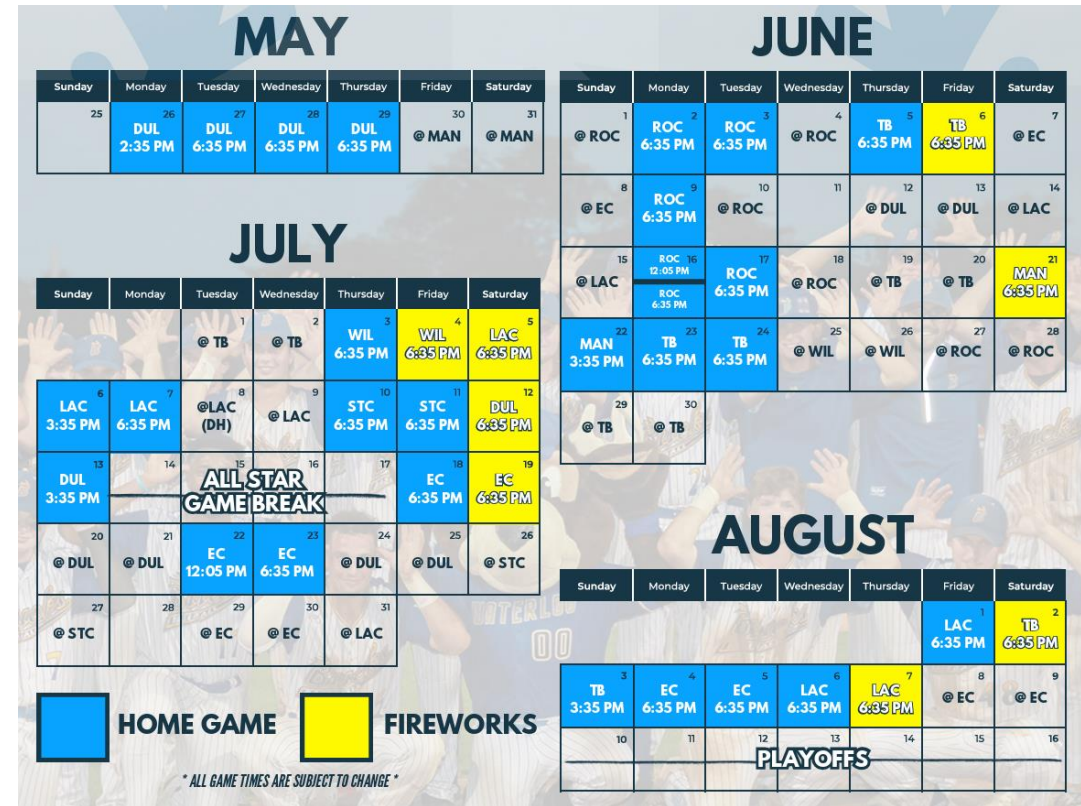 MAY
Sunday Monday Tuesday Wednesday Thursday Friday Saturday
25 26 27 28 29 30 31
DUL DUL DUL DUL @ MAN @ MAN
2:35 PM 6:35 PM 6:35 PM 6:35 PM
JUNE
Sunday Monday Tuesday Wednesday Thursday Friday Saturday
1 2 3 4 5 6 7
@ ROC ROC ROC @ ROC TB TB @ EC
6:35 PM 6:35 PM 6:35 PM 6:35 PM
8 9 10 11 12 13 14
@ EC ROC @ ROC @ DUL @ DUL @ LAC
6:35 PM
15 ROC 16 17 18 19 20 21
12:05 PM
@ LAC ROC @ ROC @ TB @ TB MAN
ROC 6:35 PM 6:35 PM
6:35 PM
22 23 24 25 26 27 28
MAN TB TB @ WIL @ WIL @ ROC @ ROC
3:35 PM 6:35 PM 6:35 PM
29 30
@ TB @ TB
JULY
Sunday Monday Tuesday Wednesday Thursday Friday Saturday
1 2 3 4 5
@ TB @ TB WIL WIL LAC
6:35 PM 6:35 PM 6:35 PM
6 7 8 9 10 11 12
LAC LAC @LAC @ LAC STC STC DUL
3:35 PM 6:35 PM (DH) 6:35 PM 6:35 PM 6:35 PM
13 14 15 16 17 18 19
DUL ALL STAR EC EC
3:35 PM GAME BREAK 6:35 PM 6:35 PM
20 21 22 23 24 25 26
@ DUL @ DUL EC EC @ DUL @ DUL @ STC
12:05 PM 6:35 PM
27 28 29 30 31
@ STC @ EC @ EC @ LAC
AUGUST
Sunday Monday Tuesday Wednesday Thursday Friday Saturday
1 2
LAC TB
6:35 PM 6:35 PM
3 4 5 6 7 8 9
TB EC EC LAC LAC @ EC @ EC
3:35 PM 6:35 PM 6:35 PM 6:35 PM 6:35 PM
10 11 12 13 14 15 16
PLAYOFFS
HOME GAME FIREWORKS
* ALL GAME TIMES ARE SUBJECT TO CHANGE *
WATERLOO
00